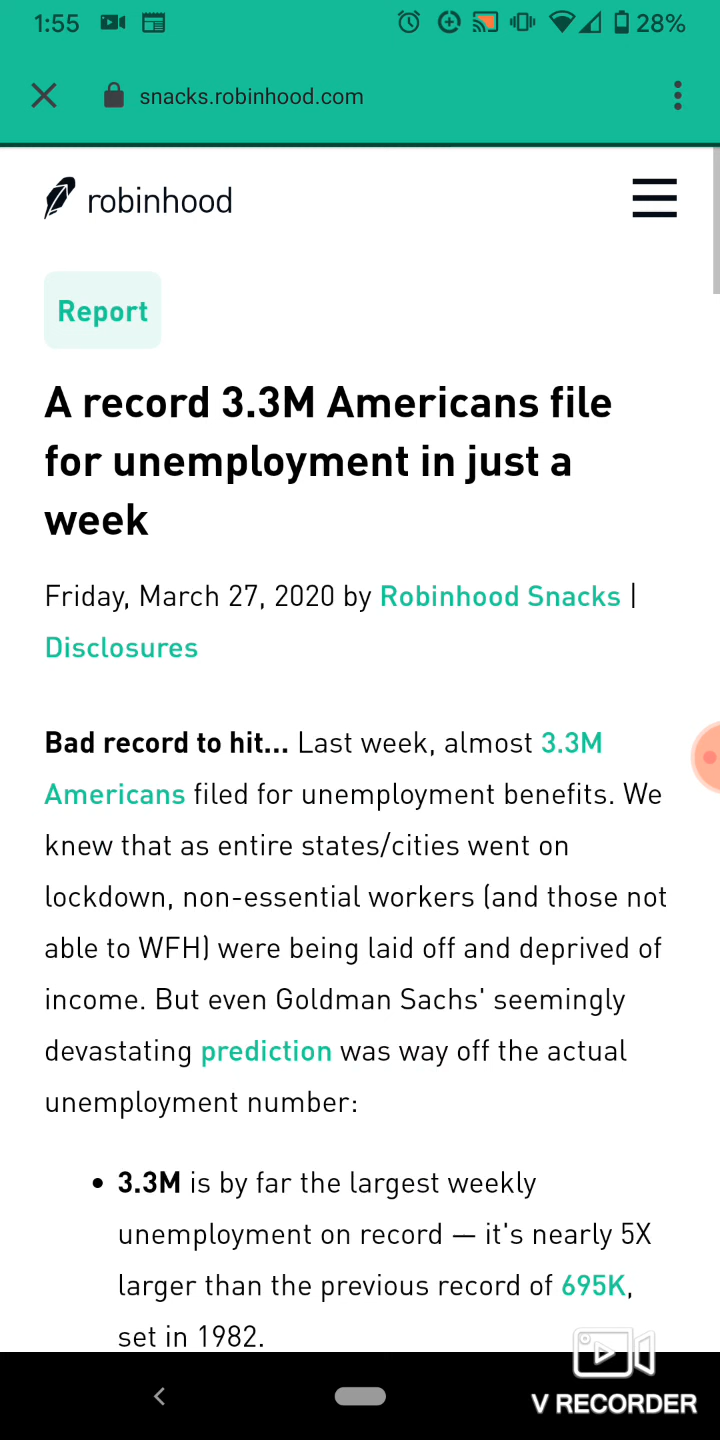 1:55 28%
snacks.robinhood.com
robinhood
Report
A record 3.3M Americans file
for unemployment in just a
week
Friday, March 27, 2020 by Robinhood Snacks |
Disclosures
Bad record to hit... Last week, almost 3.3M
Americans filed for unemployment benefits. We
knew that as entire states/cities went on
lockdown, non-essential workers (and those not
able to WFH) were being laid off and deprived of
income. But even Goldman Sachs' seemingly
devastating prediction was way off the actual
unemployment number:
• 3.3M is by far the largest weekly
unemployment on record — it's nearly 5X
larger than the previous record of 695K,
set in 1982.
V RECORDER